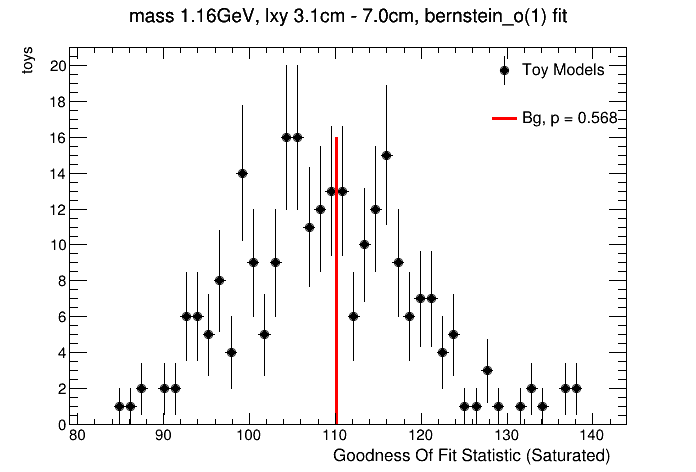 mass 1.16GeV, lxy 3.1cm - 7.0cm, bernstein_o(1) fit
toys
20
18
16
14
12
10
8
6
4
2
0
Toy Models
Bg, p = 0.568
80 90 100 110 120 130 140
Goodness Of Fit Statistic (Saturated)